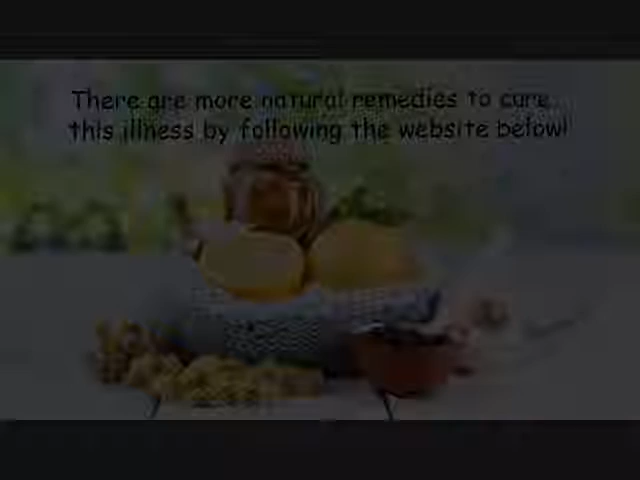 There are more natural remedies to cure
this illness by following the website below!